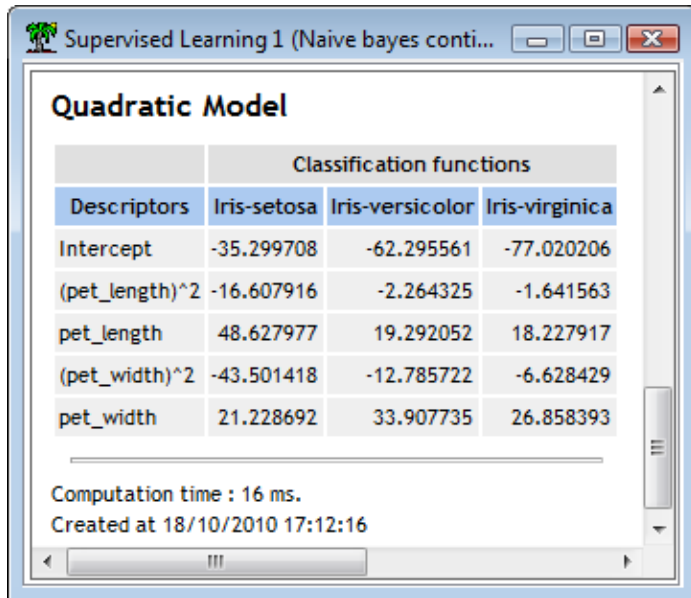 Supervised Learning 1 (Naive bayes conti...
Quadratic Model
Classification functions
Descriptors Iris-setosa Iris-versicolor Iris-virginica
Intercept -35.299708 -62.295561 -77.020206
(pet_length)^2 -16.607916 -2.264325 -1.641563
pet_length 48.627977 19.292052 18.227917
(pet_width)^2 -43.501418 -12.785722 -6.628429
pet_width 21.228692 33.907735 26.858393
Computation time : 16 ms.
Created at 18/10/2010 17:12:16